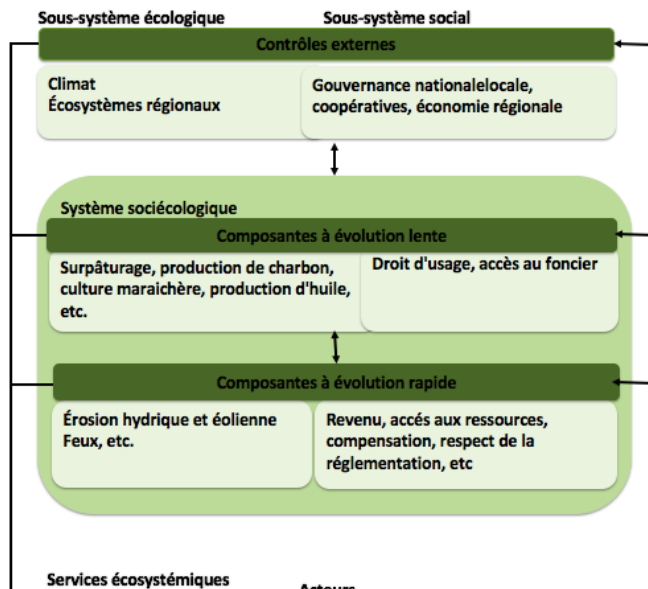 Sous-système écologique
Sous-système social
Contrôles externes
Climat
Écosystèmes régionaux
Gouvernance nationalelocale,
coopératives, économie régionale
Système sociécologique
Composantes à évolution lente
Surpâturage, production de charbon,
culture maraichère, production d'huile,
etc.
Droit d'usage, accès au foncier
Composantes à évolution rapide
Érosion hydrique et éolienne
Feux, etc.
Revenu, accés aux ressources,
compensation, respect de la
réglementation, etc
Services écosystémiques
Acteurs